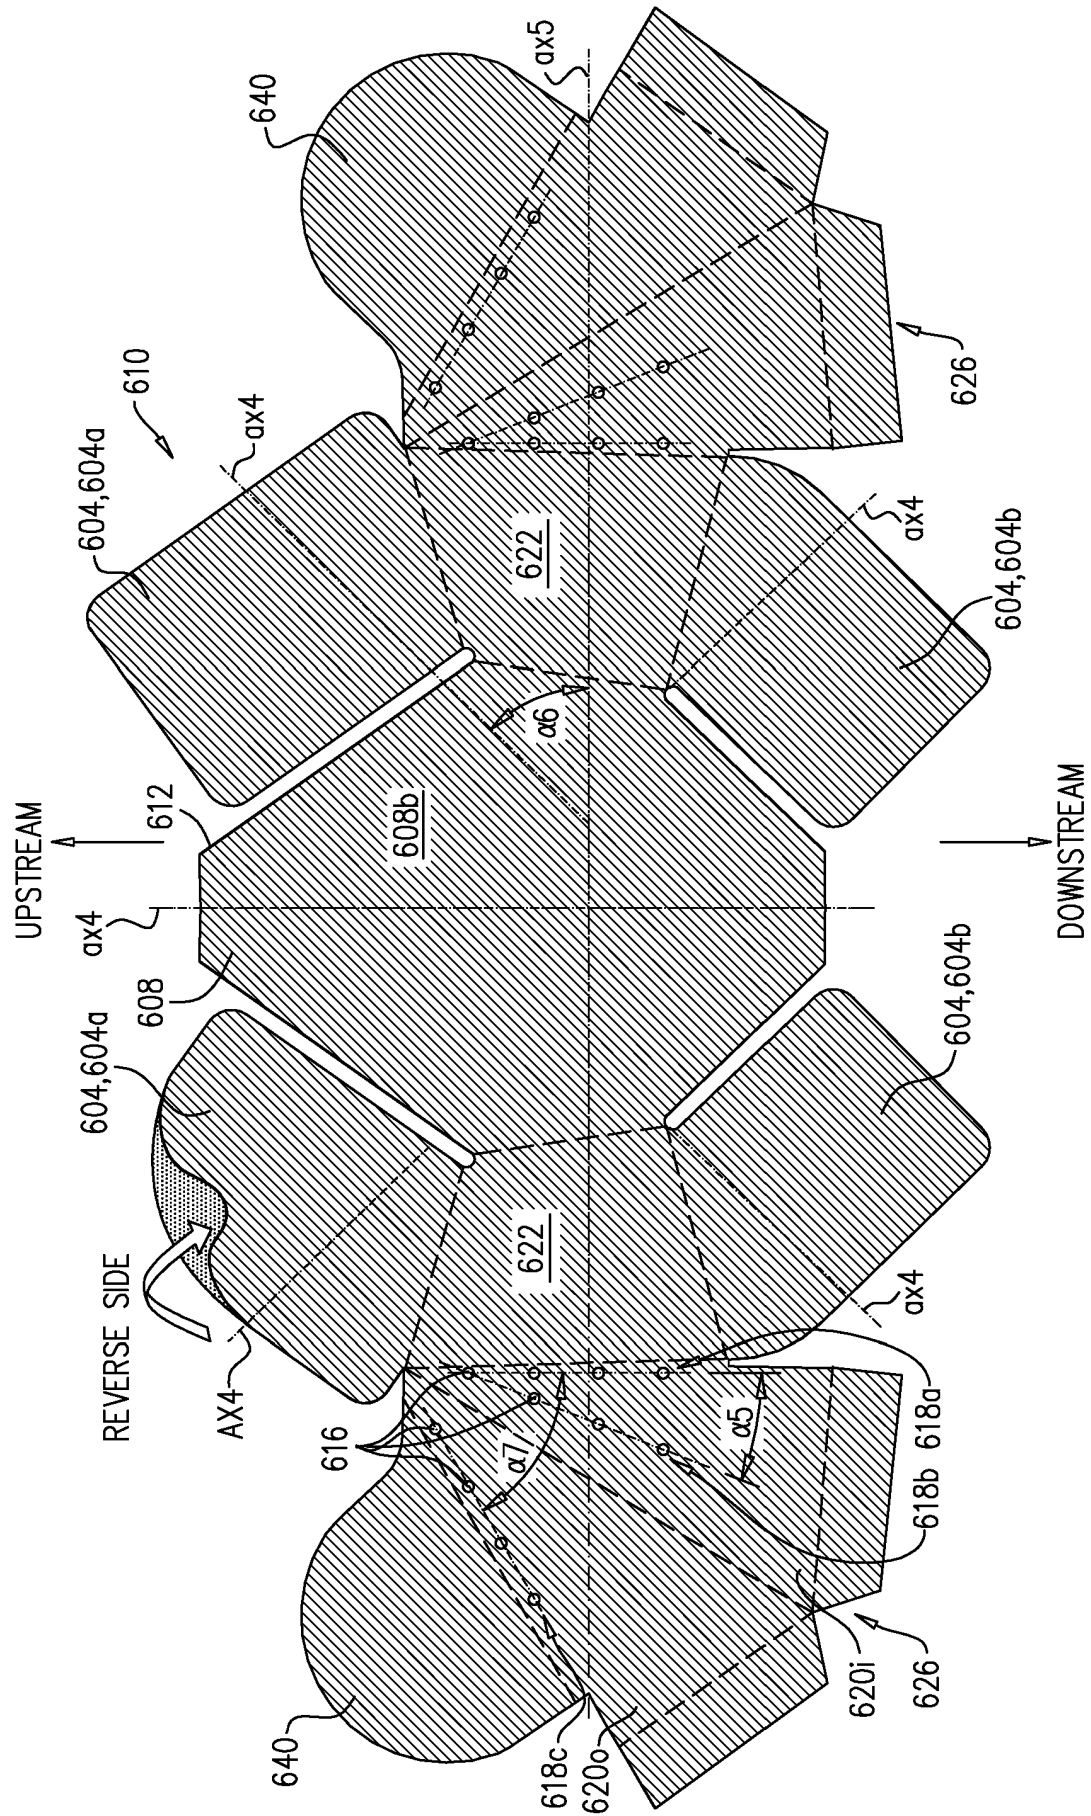 UPSTREAM
DOWNSTREAM
REVERSE SIDE
640
618c
620o
620i
626
618b
618a
616
α7
α5
AX4
ax4
604,604a
622
604,604b
608
ax4
612
608b
α6
604,604b
604,604a
610
ax4
622
ax4
640
ax5
626